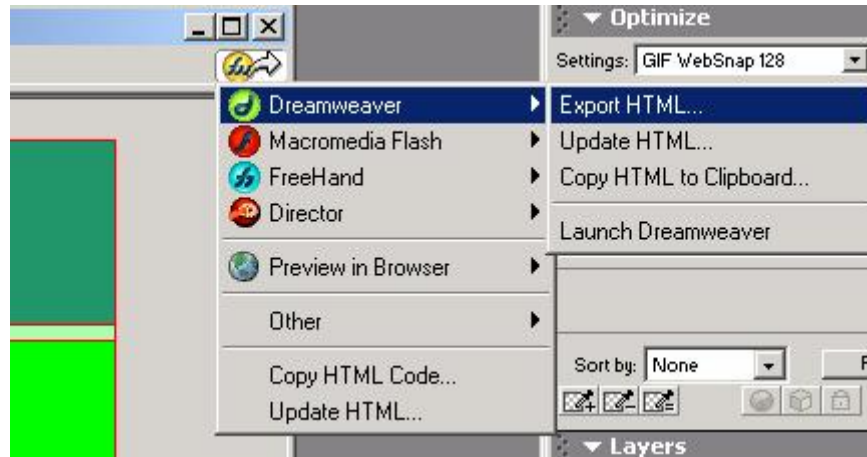 Optimize
Settings: GIF WebSnap 128
Dreamweaver
Macromedia Flash
FreeHand
Director
Preview in Browser
Other
Copy HTML Code...
Update HTML...
Export HTML...
Update HTML...
Copy HTML to Clipboard...
Launch Dreamweaver
Sort by: None
Layers